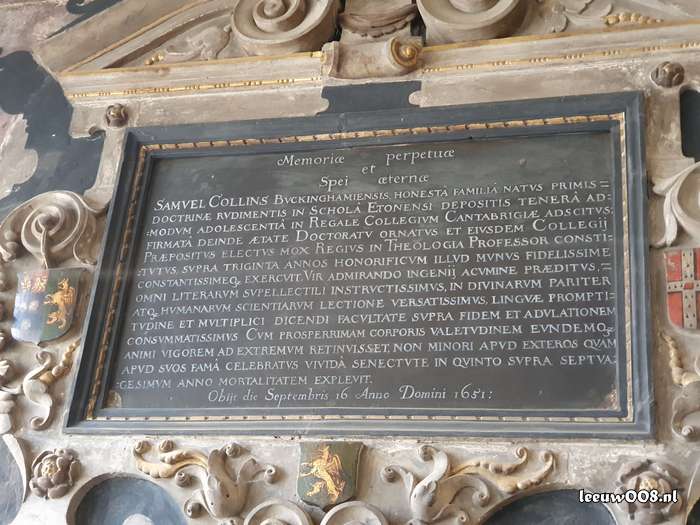 Memoriæ et perpetuæ
et
Spei æternæ
SAMVEL COLLINS BVCKINGHAMIENSIS, HONESTA FAMILIÂ NATVS PRIMIS=
DOCTRINÆ RVDIMENTIS IN SCHOLÂ ETONENSI DEPOSITIS TENERÂ AD=
MODUM ADOLESCENTIÂ IN REGALE COLLEGIVM CANTABRIGIÆ ADSCITVS;
FIRMATÂ DEINDE ÆTATE DOCTORATV ORNATVS ET EIVSDEM COLLEGIJ
PRÆPOSITVS ELECTVS MOX REGIVS IN THEOLOGIA PROFESSOR CONSTI=
TVTVS, SVPRA TRIGINTA ANNOS HONORIFICVM ILLVD MVNVS FIDELISSIME
CONSTANTISSIMEQ, EXERCVIT. VIR ADMIRANDO INGENIJ ACVMINE PRÆDITVS,
OMNI LITERARVM SVPELLECTILI INSTRVCTISSIMVS, IN DIVINARVM PARITER
ATQ, HVMANARVM SCIENTIARVM LECTIONE VERSATISSIMVS, LINGVÆ PROMPTI=
TVDINE ET MVLTIPLICI DICENDI FACVLTATE SVPRA FIDEM ET ADVLATIONEM
CONSVMMATISSIMVS CVM PROSPERRIMAM CORPORIS VALETVDINEM EVNDEMQ,
ANIMI VIGOREM AD EXTREMVM RETINVISSET, NON MINORI APVD EXTEROS QVAM
APVD SVOS FAMÂ CELEBRATVS VIVIDÂ SENECTVTE IN QVINTO SVPRA SEPTVA=
GESIMVM ANNO MORTALITATEM EXPLEVIT.
Obijt die Septembris 16 Anno Domini 1651:
leeuw008.nl